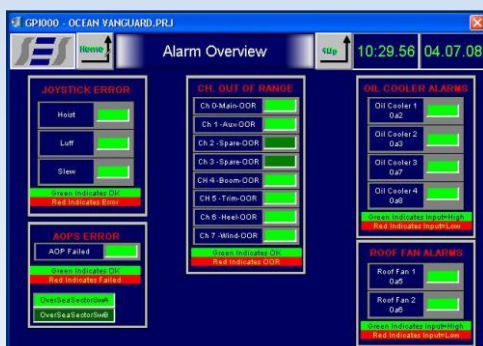 GPI000 - OCEAN VANGUARD.PRJ
SES
Home
Alarm Overview
1Up
10:29.56
04.07.08
JOYSTICK ERROR
Hoist
Luff
Slew
Green Indicates OK
Red Indicates Error
AOPS ERROR
AOP Failed
Green Indicates OK
Red Indicates Failed
OverSeaSectorSwA
OverSeaSectorSwB
CH. OUT OF RANGE
Ch 0-Main-OOR
Ch 1 -Aux-OOR
Ch 2 -Spare-OOR
Ch 3 -Spare-OOR
CH 4 -Boom-OOR
CH 5 -Trim-OOR
Ch 6 -Heel-OOR
Ch 7 -Wind-OOR
Green Indicates OK
Red Indicates OOR
OIL COOLER ALARMS
Oil Cooler 1
0a2
Oil Cooler 2
0a3
Oil Cooler 3
0a7
Oil Cooler 4
0a8
Green Indicates Input=High
Red Indicates Input=Low
ROOF FAN ALARMS
Roof Fan 1
0a5
Roof Fan 2
0a6
Green Indicates Input=High
Red Indicates Input=Low